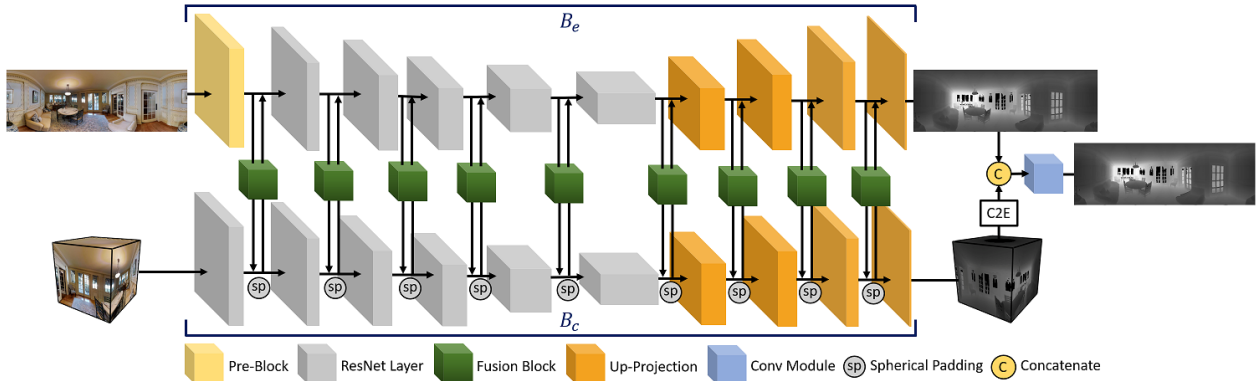 B_e
C
C2E
sp sp sp sp sp sp sp sp sp
B_c
Pre-Block ResNet Layer Fusion Block Up-Projection Conv Module sp Spherical Padding C Concatenate